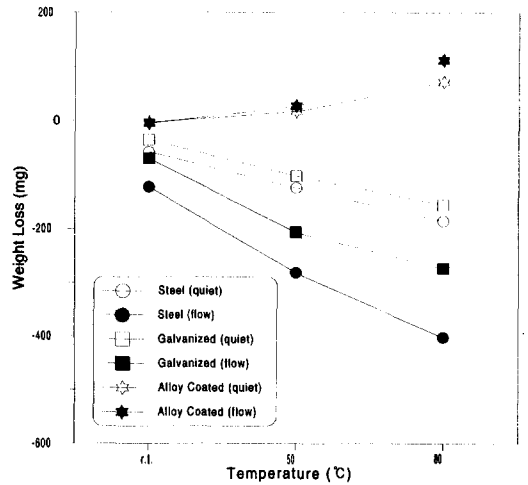 200
0
-200
-400
-600
Weight Loss (mg)
Steel (quiet)
Steel (flow)
Galvanized (quiet)
Galvanized (flow)
Alloy Coated (quiet)
Alloy Coated (flow)
r.t.
50
80
Temperature (℃)